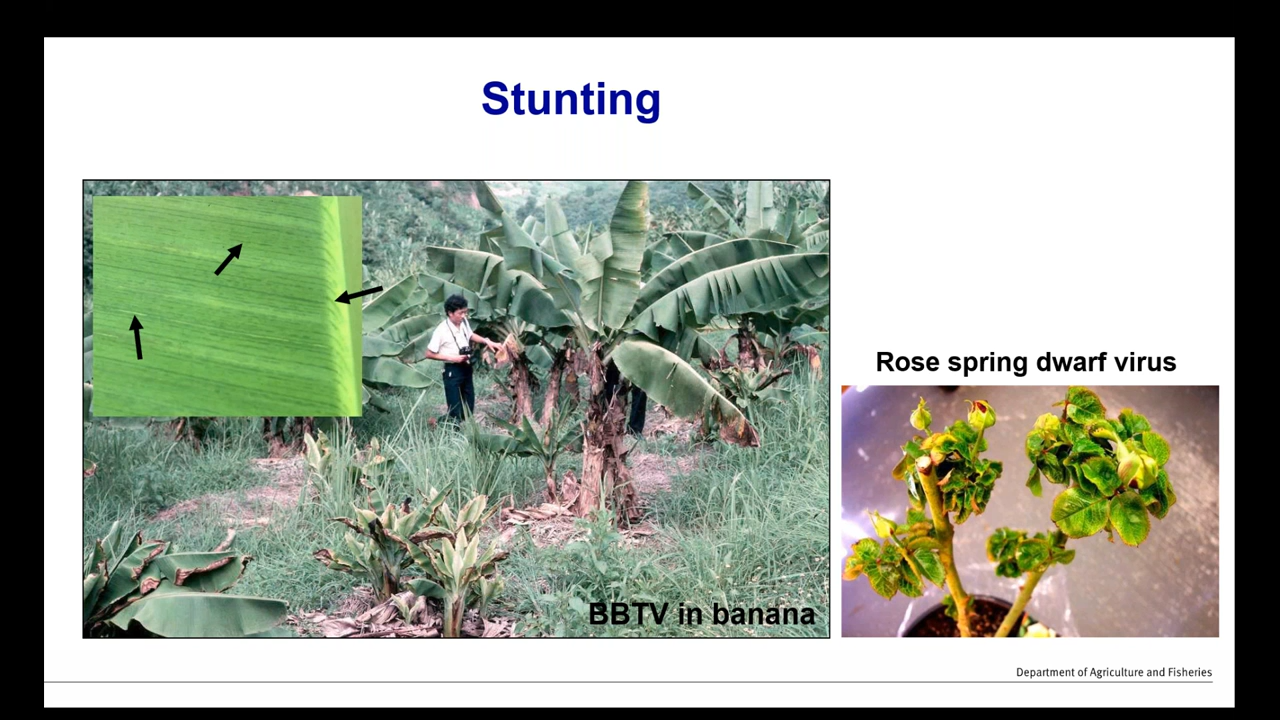 Stunting
Rose spring dwarf virus
BBTV in banana
Department of Agriculture and Fisheries